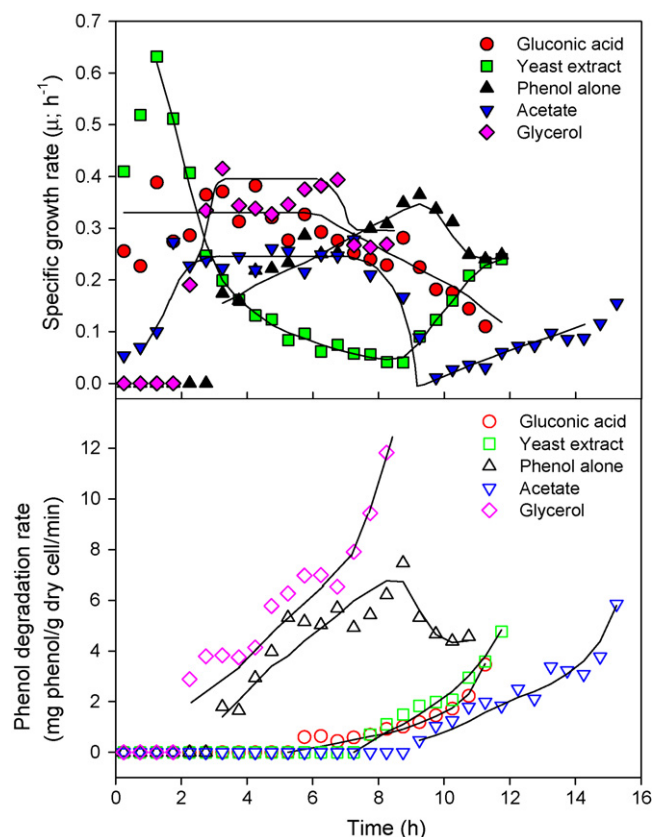 0.7
0.6
0.5
0.4
0.3
0.2
0.1
0.0
Specific growth rate (μ; h⁻¹)
Gluconic acid
Yeast extract
Phenol alone
Acetate
Glycerol
12
10
8
6
4
2
0
Phenol degradation rate
(mg phenol/g dry cell/min)
Gluconic acid
Yeast extract
Phenol alone
Acetate
Glycerol
0 2 4 6 8 10 12 14 16
Time (h)